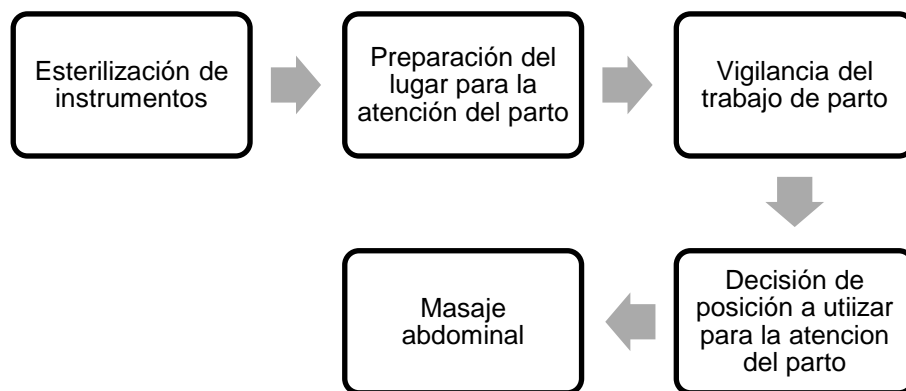 Esterilización de
instrumentos
Preparación del
lugar para la
atención del parto
Vigilancia del
trabajo de parto
Decisión de
posición a utiizar
para la atencion
del parto
Masaje
abdominal